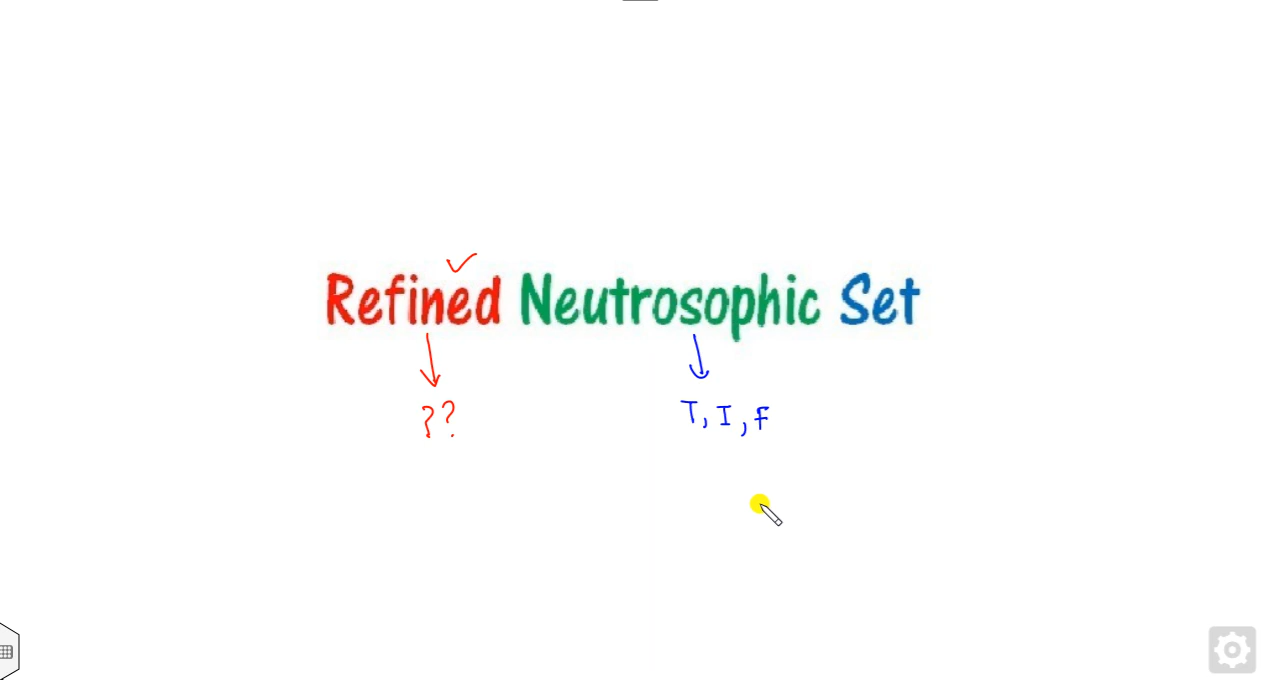 Refined Neutrosophic Set
?? T, I, F